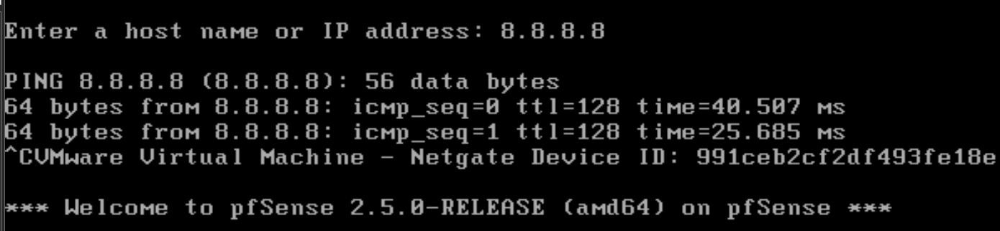 Enter a host name or IP address: 8.8.8.8
PING 8.8.8.8 (8.8.8.8): 56 data bytes
64 bytes from 8.8.8.8: icmp_seq=0 ttl=128 time=40.507 ms
64 bytes from 8.8.8.8: icmp_seq=1 ttl=128 time=25.685 ms
^CVMware Virtual Machine - Netgate Device ID: 991ceb2cf2df493fe18e
*** Welcome to pfSense 2.5.0-RELEASE (amd64) on pfSense ***